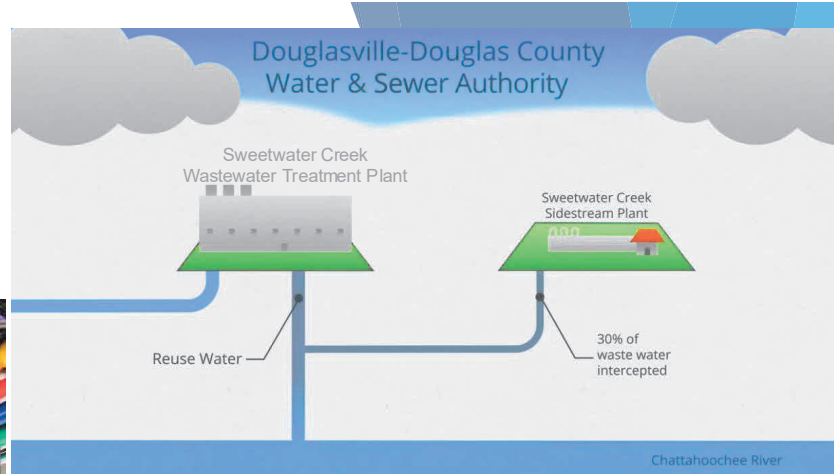 Douglasville-Douglas County
Water & Sewer Authority
Sweetwater Creek
Wastewater Treatment Plant
Sweetwater Creek
Sidestream Plant
Reuse Water
30% of
waste water
intercepted
Chattahoochee River